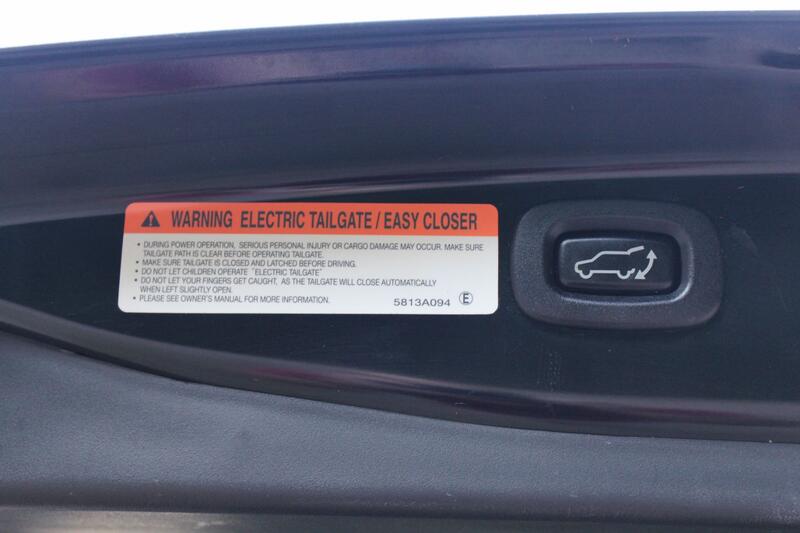 WARNING ELECTRIC TAILGATE / EASY CLOSER
• DURING POWER OPERATION, SERIOUS PERSONAL INJURY OR CARGO DAMAGE MAY OCCUR. MAKE SURE
TAILGATE PATH IS CLEAR BEFORE OPERATING TAILGATE.
• MAKE SURE TAILGATE IS CLOSED AND LATCHED BEFORE DRIVING.
• DO NOT LET CHILDREN OPERATE "ELECTRIC TAILGATE"
• DO NOT LET YOUR FINGERS GET CAUGHT, AS THE TAILGATE WILL CLOSE AUTOMATICALLY
WHEN LEFT SLIGHTLY OPEN.
• PLEASE SEE OWNER'S MANUAL FOR MORE INFORMATION. 5813A094 Ⓔ